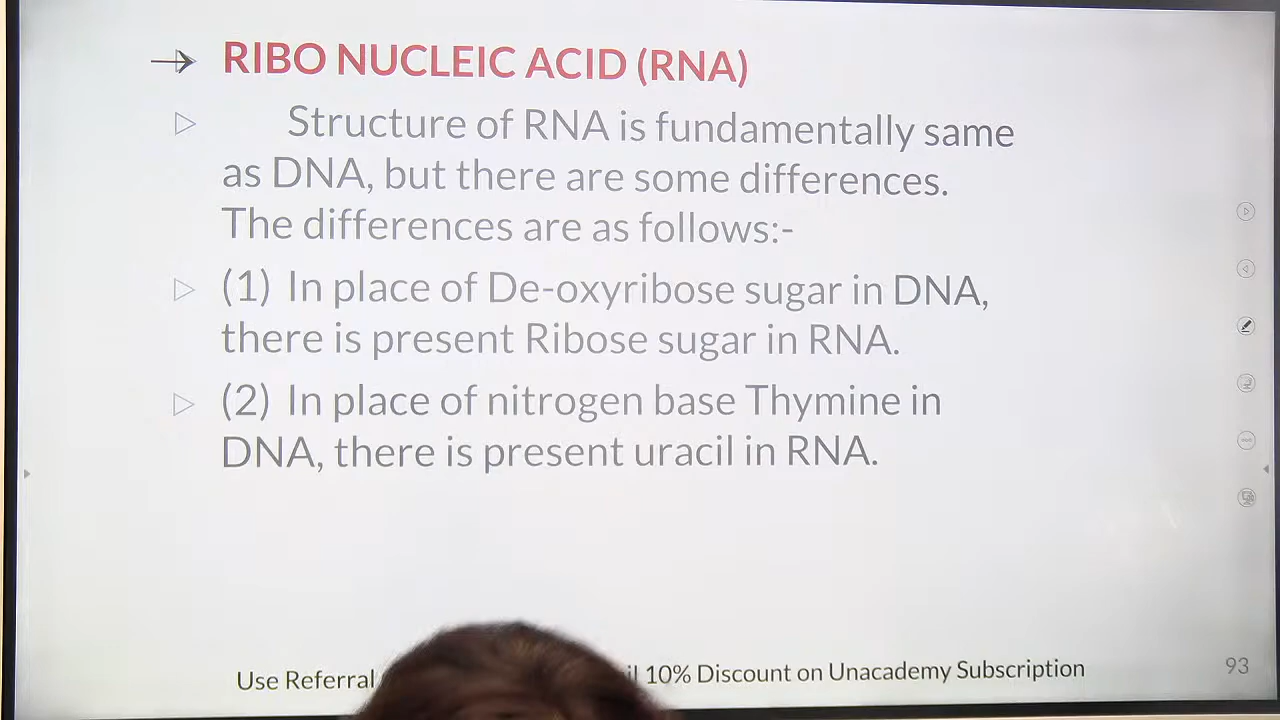 RIBO NUCLEIC ACID (RNA)
Structure of RNA is fundamentally same
as DNA, but there are some differences.
The differences are as follows:-
(1) In place of De-oxyribose sugar in DNA,
there is present Ribose sugar in RNA.
(2) In place of nitrogen base Thymine in
DNA, there is present uracil in RNA.
Use Referral 10% Discount on Unacademy Subscription
93